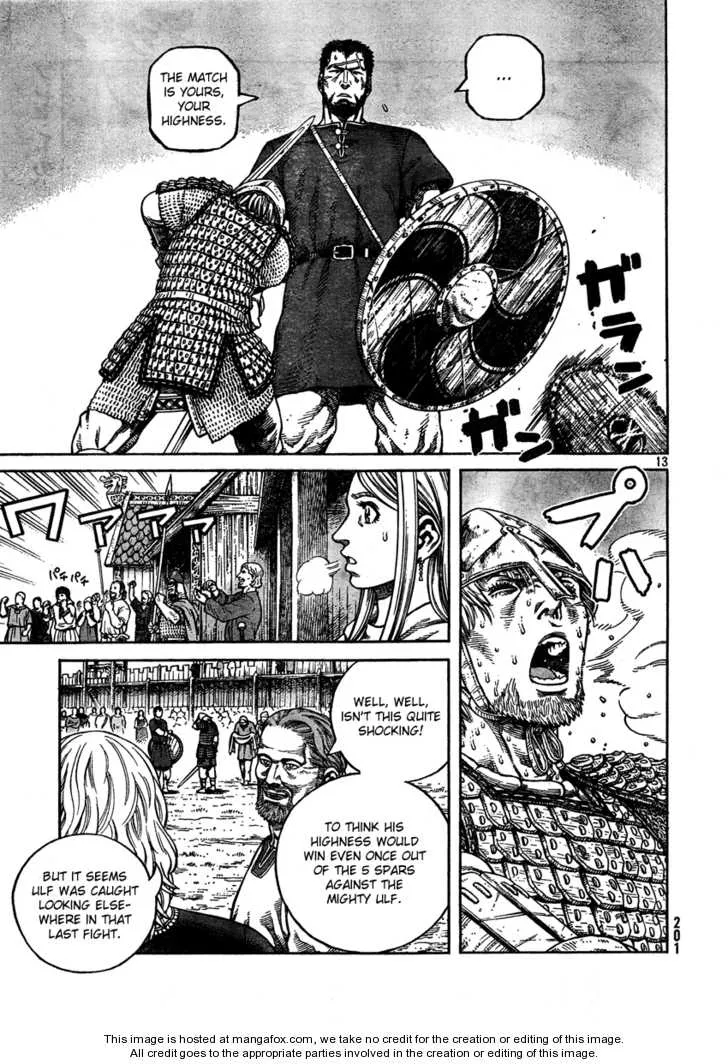 ...
THE MATCH
IS YOURS,
YOUR
HIGHNESS.
ガラン
ガン
13
ワァァァァ
パチパチ
WELL, WELL,
ISN'T THIS QUITE
SHOCKING!
TO THINK HIS
HIGHNESS WOULD
WIN EVEN ONCE OUT
OF THE 5 SPARS
AGAINST THE
MIGHTY ULF.
BUT IT SEEMS
ULF WAS CAUGHT
LOOKING ELSE-
WHERE IN THAT
LAST FIGHT.
201
This image is hosted at mangafox.com, we take no credit for the creation or editing of this image.
All credit goes to the appropriate parties involved in the creation and editing of this image.